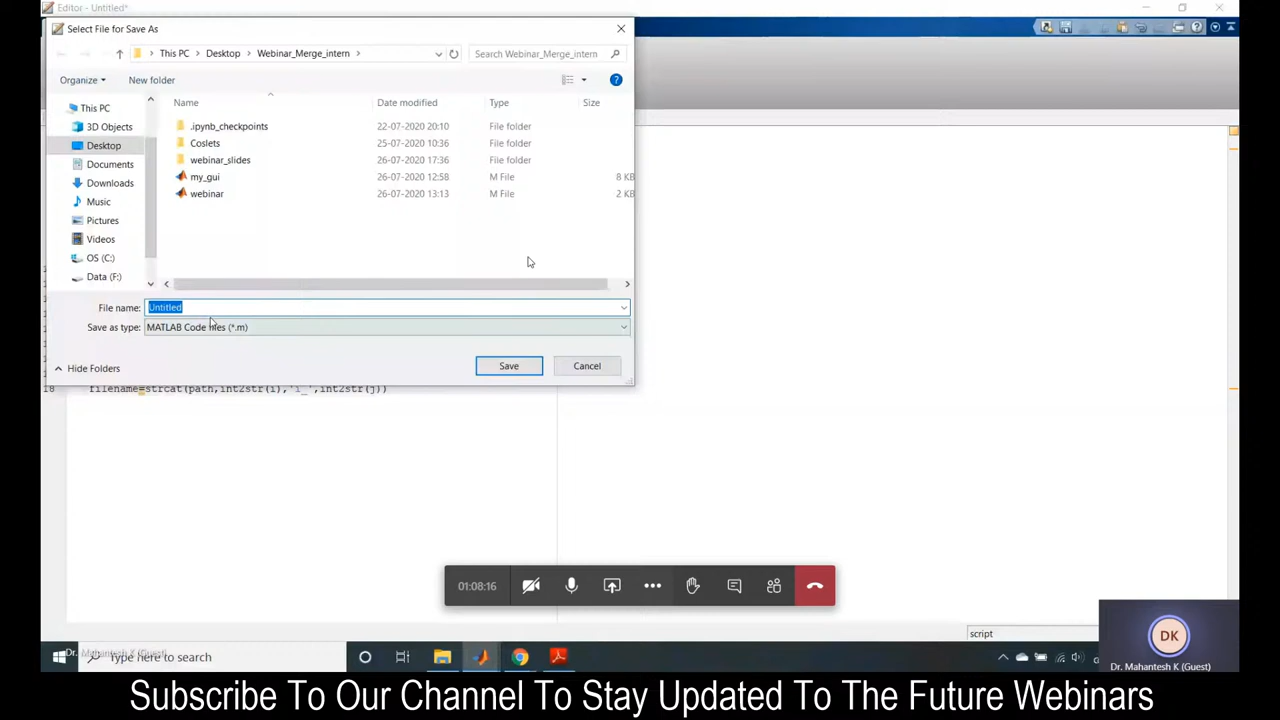 Editor - Untitled*
Select File for Save As
This PC > Desktop > Webinar_Merge_intern >
Search Webinar_Merge_intern
Organize
New folder
Name Date modified Type Size
This PC
3D Objects
Desktop
Documents
Downloads
Music
Pictures
Videos
OS (C:)
Data (F:)
.ipynb_checkpoints 22-07-2020 20:10 File folder
Coslets 25-07-2020 10:36 File folder
webinar_slides 26-07-2020 17:36 File folder
my_gui 26-07-2020 12:58 M File 8 KB
webinar 26-07-2020 13:13 M File 2 KB
File name: Untitled
Save as type: MATLAB Code files (*.m)
Hide Folders
Save
Cancel
18 filename=strcat(path,int2str(i),'i_',int2str(j))
01:08:16
script
DK
Dr. Mahantesh K (Guest)
Dr. Mahantesh K (Guest)
Type here to search
Subscribe To Our Channel To Stay Updated To The Future Webinars